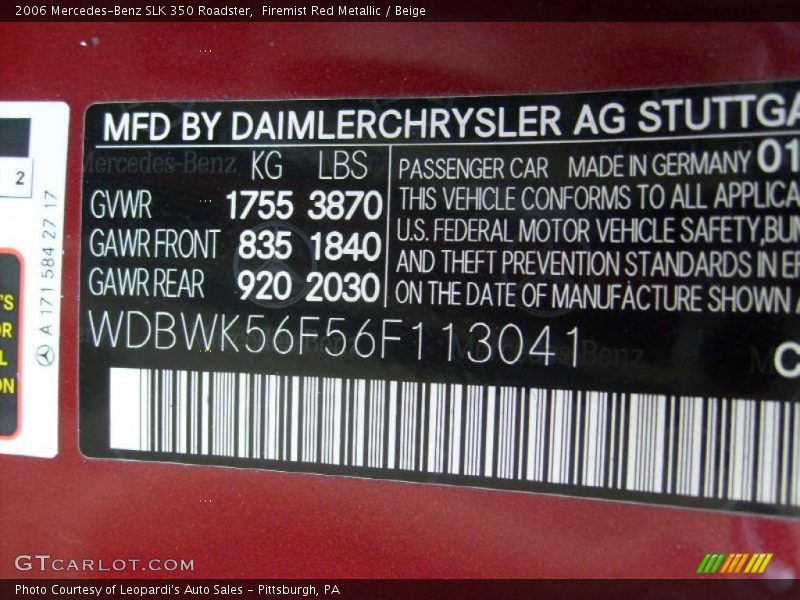 2006 Mercedes-Benz SLK 350 Roadster,  Firemist Red Metallic / Beige
MFD BY DAIMLERCHRYSLER AG STUTTGA
Mercedes-Benz
KG LBS
GVWR 1755 3870
GAWR FRONT 835 1840
GAWR REAR 920 2030
PASSENGER CAR MADE IN GERMANY 01
THIS VEHICLE CONFORMS TO ALL APPLICA
U.S. FEDERAL MOTOR VEHICLE SAFETY, BUM
AND THEFT PREVENTION STANDARDS IN EF
ON THE DATE OF MANUFACTURE SHOWN A
WDBWK56F56F113041
C
2
A 171 584 27 17
'S
OR
L
ON
GTCARLOT.COM
Photo Courtesy of Leopardi's Auto Sales - Pittsburgh, PA